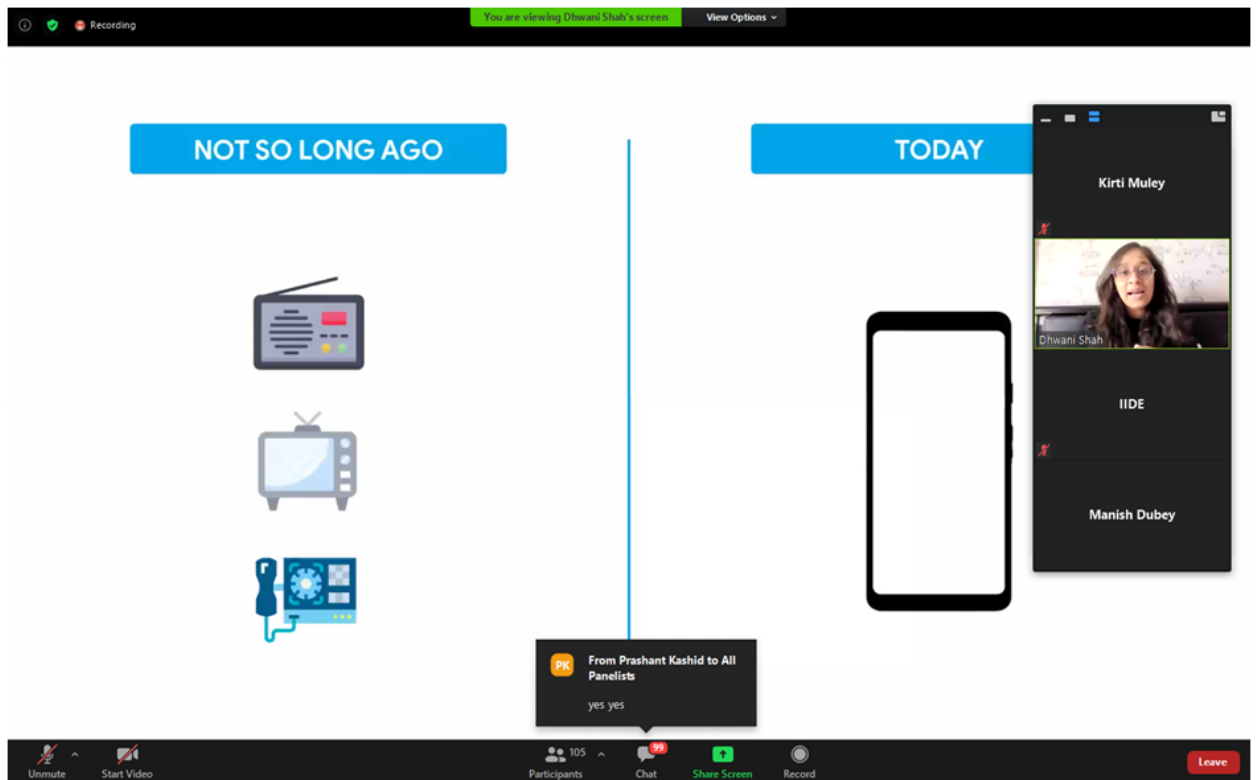 Recording
You are viewing Dhwani Shah's screen
View Options
NOT SO LONG AGO
TODAY
Kirti Muley
Dhwani Shah
IIDE
Manish Dubey
PK
From Prashant Kashid to All
Panelists
yes yes
Unmute
Start Video
105
Participants
99
Chat
Share Screen
Record
Leave